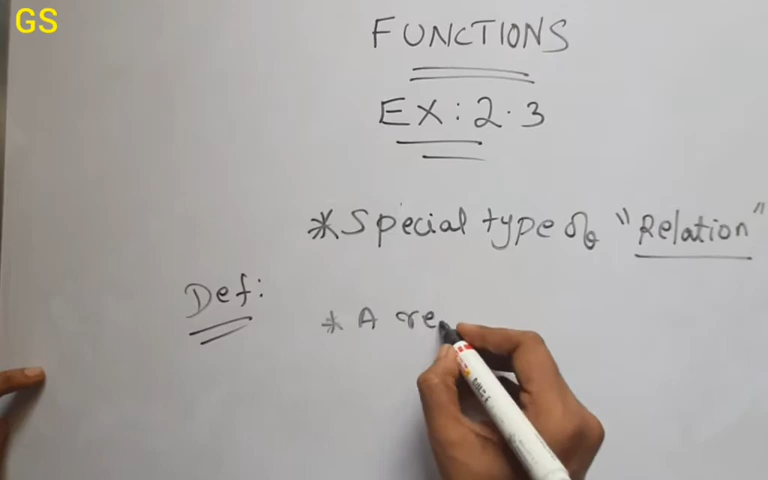 GS
FUNCTIONS
EX: 2.3
* Special type of "Relation"
Def:
* A re